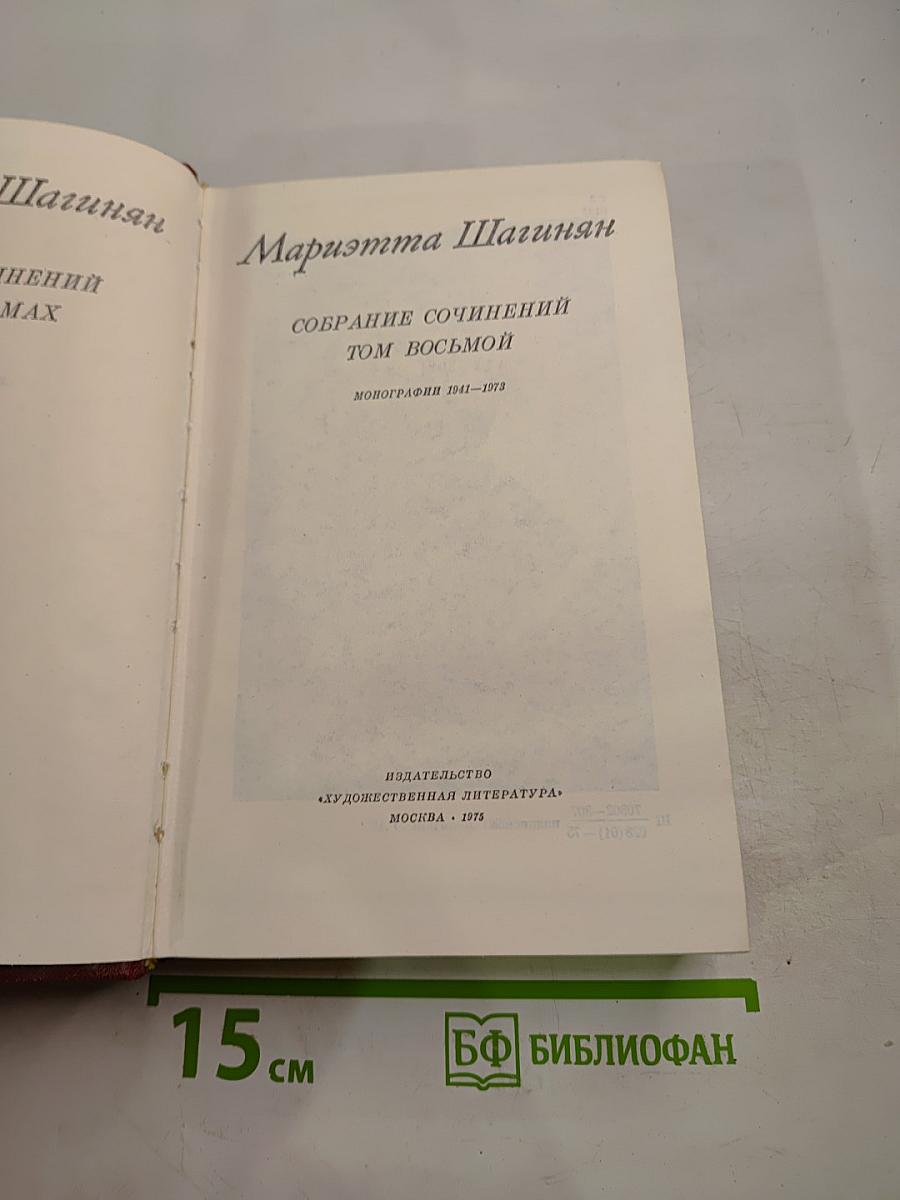 Шагинян
ИНЕНИЙ
МАХ
Мариэтта Шагинян
СОБРАНИЕ СОЧИНЕНИЙ
ТОМ ВОСЬМОЙ
МОНОГРАФИИ 1941—1973
ИЗДАТЕЛЬСТВО
«ХУДОЖЕСТВЕННАЯ ЛИТЕРАТУРА»
МОСКВА · 1975
15 см
БФ БИБЛИОФАН